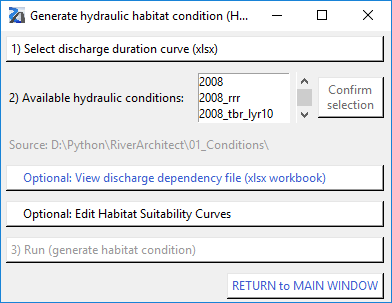 Generate hydraulic habitat condition (H...
1) Select discharge duration curve (xlsx)
2) Available hydraulic conditions:
2008
2008_rrr
2008_tbr_lyr10
Confirm
selection
Source: D:\Python\RiverArchitect\01_Conditions\
Optional: View discharge dependency file (xlsx workbook)
Optional: Edit Habitat Suitability Curves
3) Run (generate habitat condition)
RETURN to MAIN WINDOW